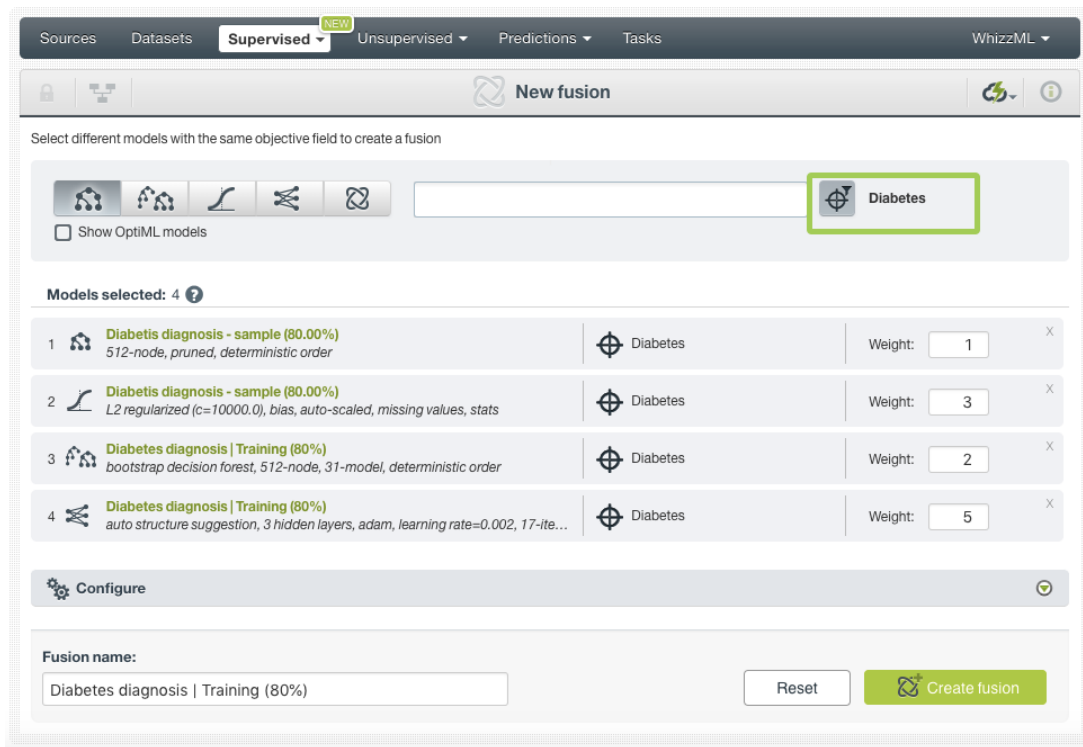 NEW
Sources Datasets Supervised Unsupervised Predictions Tasks WhizzML
New fusion
Select different models with the same objective field to create a fusion
Diabetes
Show OptiML models
Models selected: 4 ?
1 Diabetis diagnosis - sample (80.00%) Diabetes Weight: 1 X
512-node, pruned, deterministic order
2 Diabetis diagnosis - sample (80.00%) Diabetes Weight: 3 X
L2 regularized (c=10000.0), bias, auto-scaled, missing values, stats
3 Diabetes diagnosis | Training (80%) Diabetes Weight: 2 X
bootstrap decision forest, 512-node, 31-model, deterministic order
4 Diabetes diagnosis | Training (80%) Diabetes Weight: 5 X
auto structure suggestion, 3 hidden layers, adam, learning rate=0.002, 17-ite...
Configure
Fusion name:
Diabetes diagnosis | Training (80%) Reset Create fusion